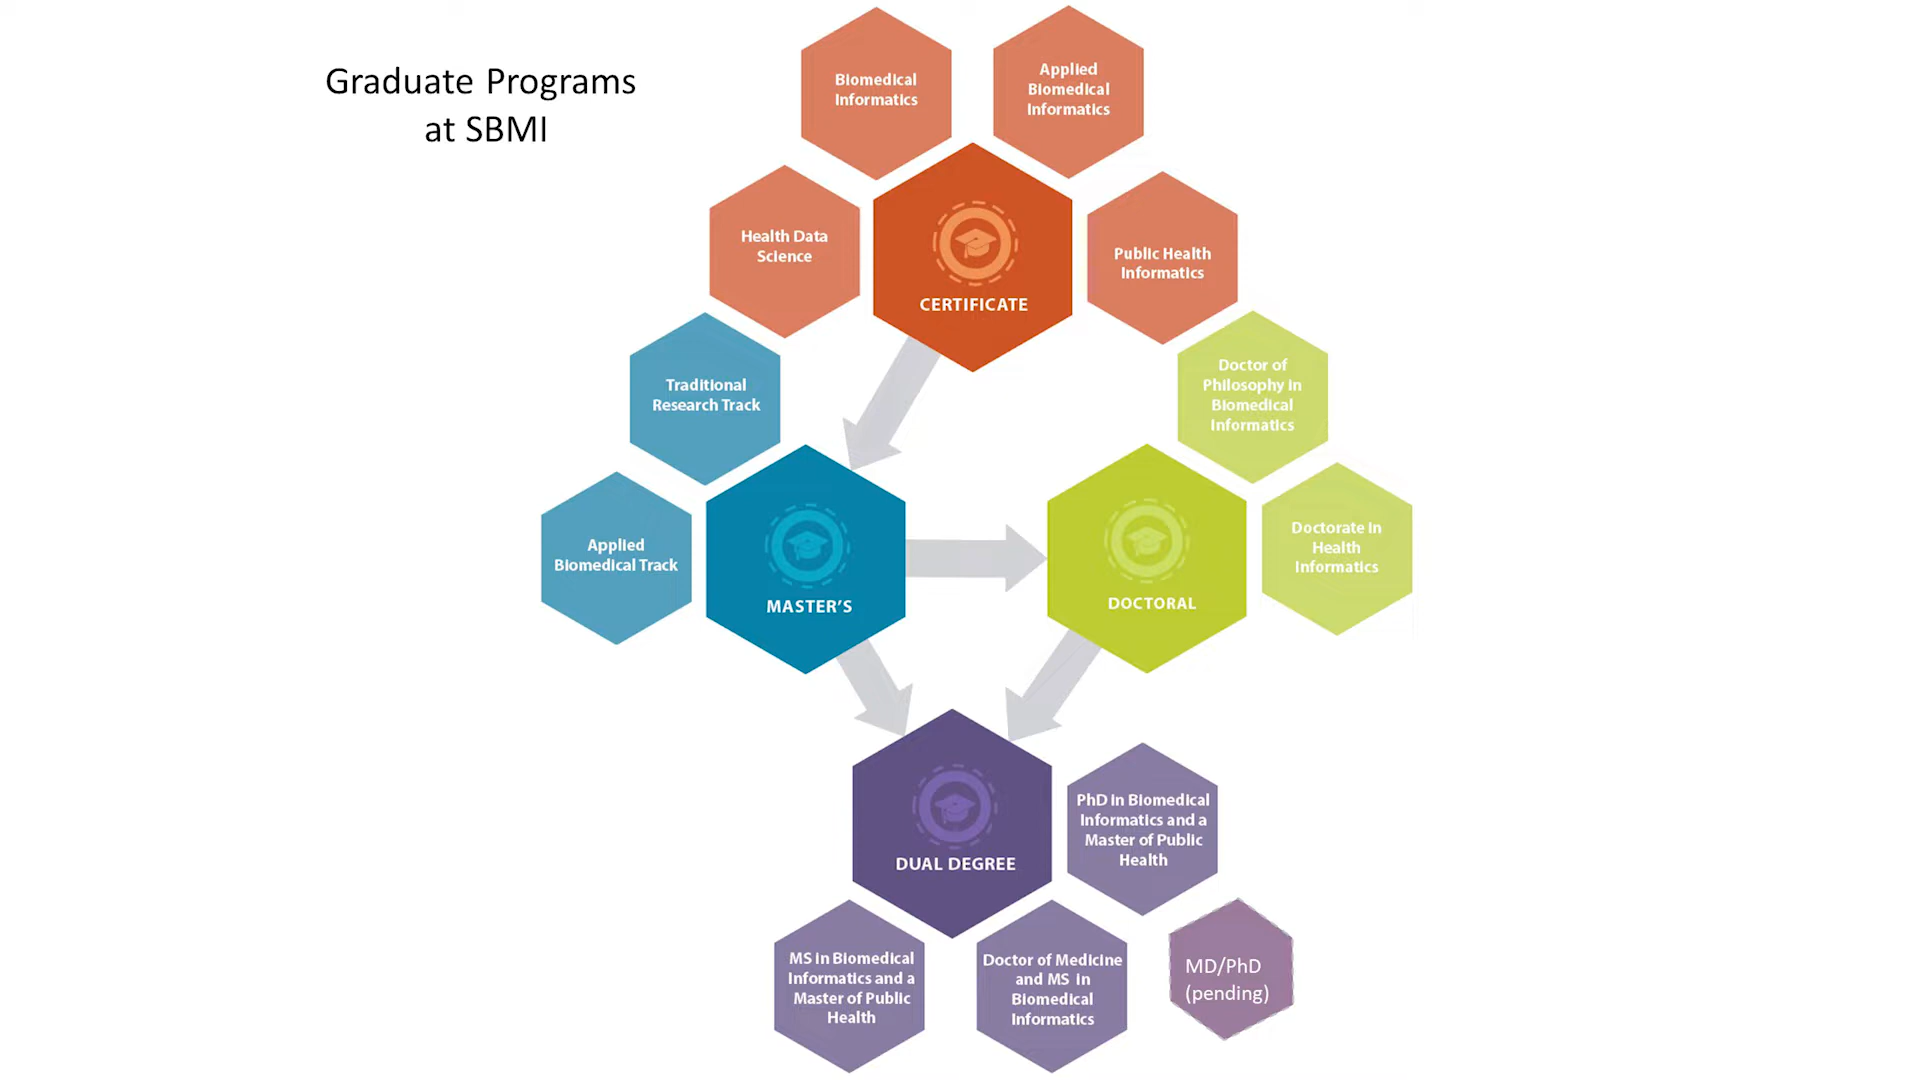 Graduate Programs
at SBMI
Biomedical
Informatics
Applied
Biomedical
Informatics
Health Data
Science
CERTIFICATE
Public Health
Informatics
Traditional
Research Track
Doctor of
Philosophy in
Biomedical
Informatics
Applied
Biomedical Track
MASTER'S
DOCTORAL
Doctorate in
Health
Informatics
DUAL DEGREE
PhD in Biomedical
Informatics and a
Master of Public
Health
MS in Biomedical
Informatics and a
Master of Public
Health
Doctor of Medicine
and MS in
Biomedical
Informatics
MD/PhD
(pending)